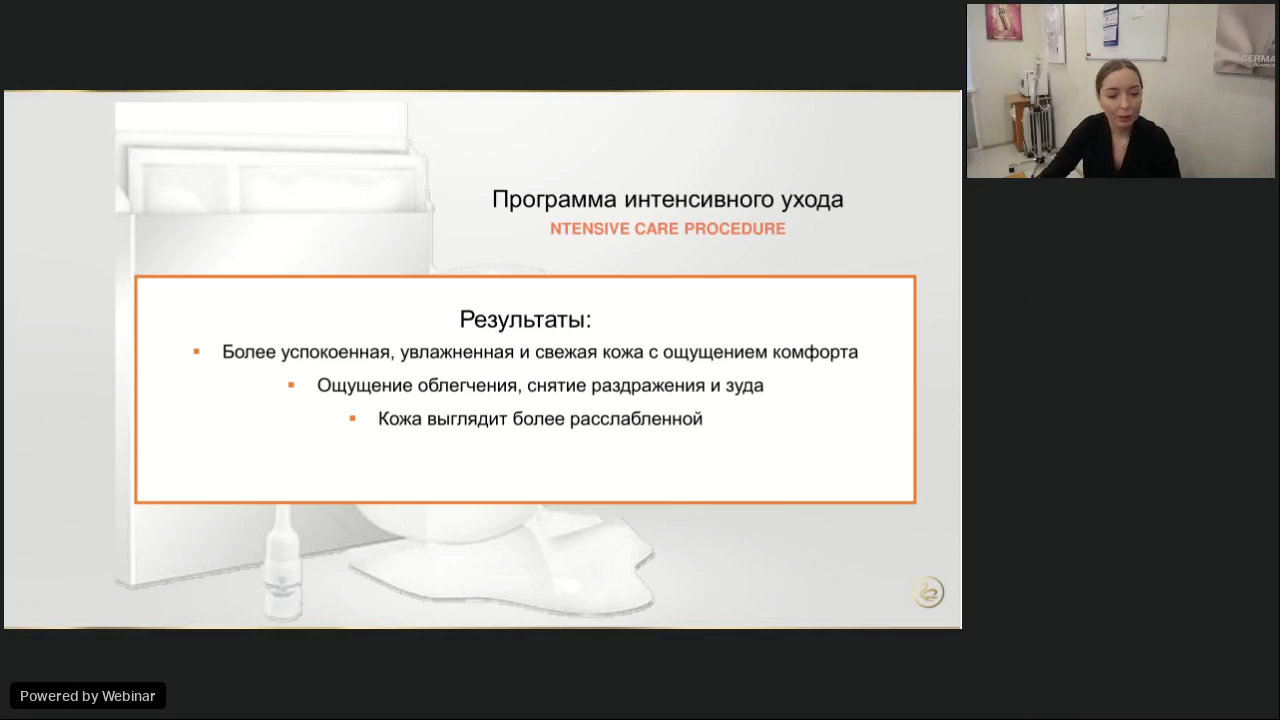 Программа интенсивного ухода
NTENSIVE CARE PROCEDURE
Результаты:
▪ Более успокоенная, увлажненная и свежая кожа с ощущением комфорта
▪ Ощущение облегчения, снятие раздражения и зуда
▪ Кожа выглядит более расслабленной
Powered by Webinar